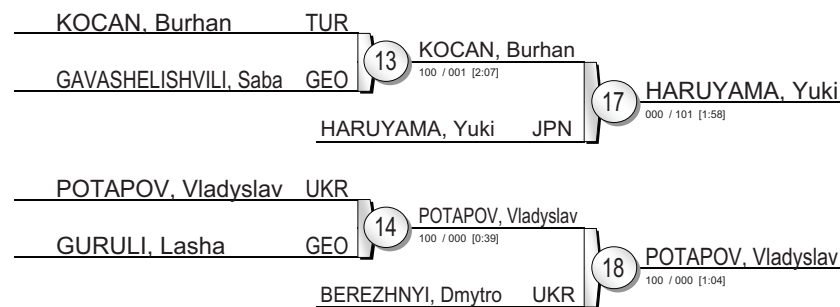 KOCAN, Burhan TUR
GAVASHELISHVILI, Saba GEO
13
KOCAN, Burhan
100 / 001 [2:07]
HARUYAMA, Yuki JPN
17
HARUYAMA, Yuki
000 / 101 [1:58]
POTAPOV, Vladyslav UKR
GURULI, Lasha GEO
14
POTAPOV, Vladyslav
100 / 000 [0:39]
BEREZHNYI, Dmytro UKR
18
POTAPOV, Vladyslav
100 / 000 [1:04]